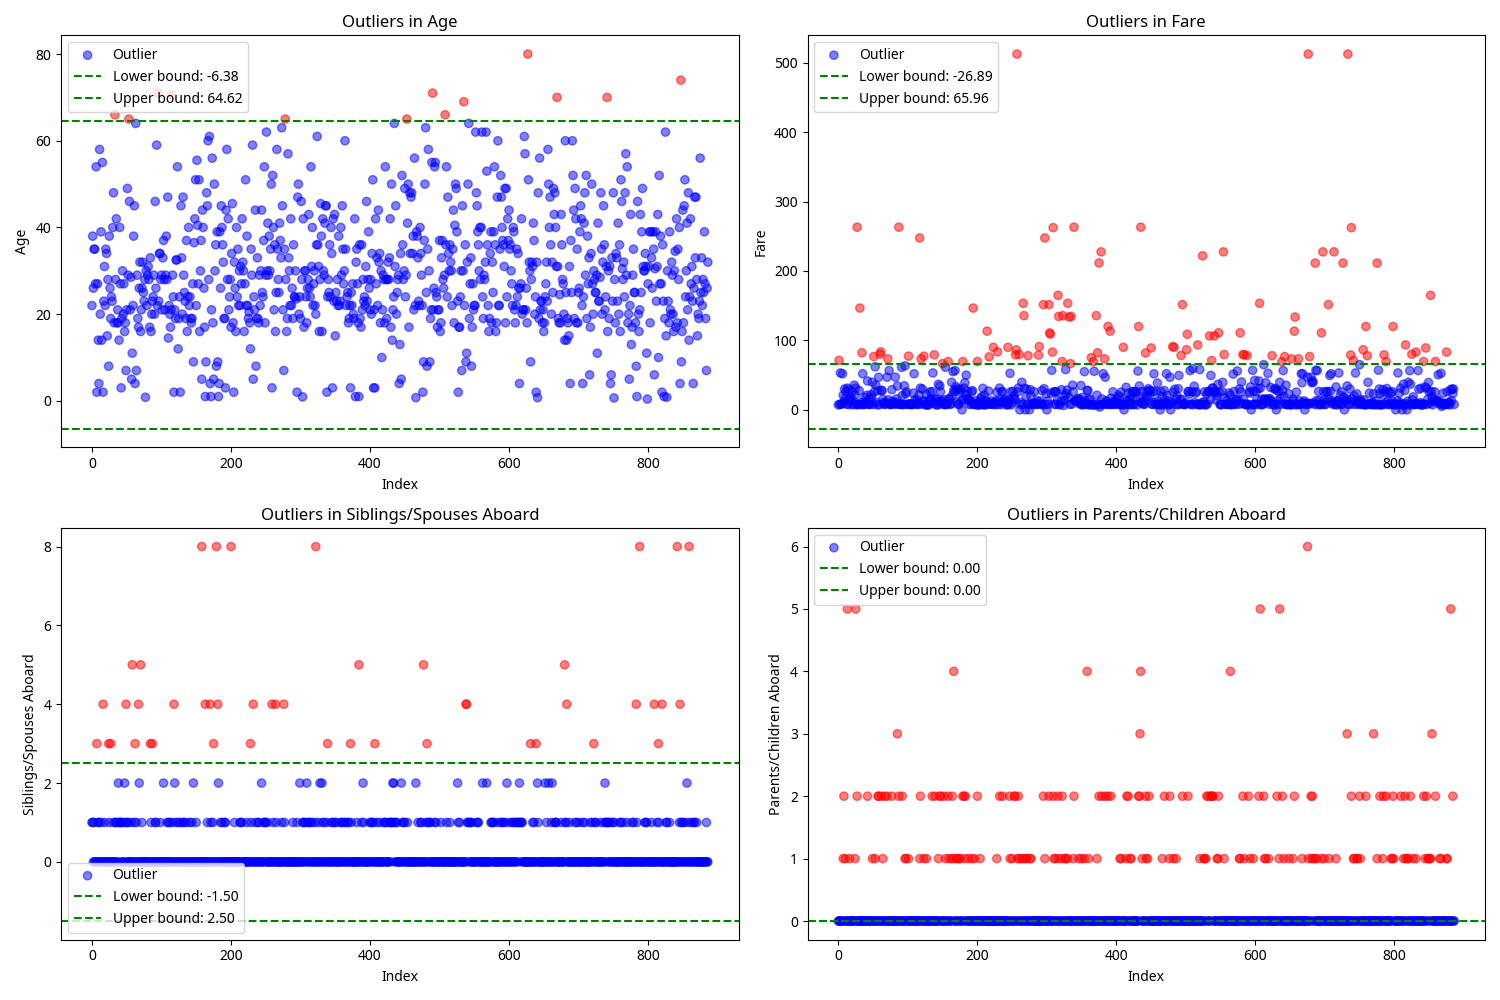 Outliers in Age
Age
80
60
40
20
0
Outlier
Lower bound: -6.38
Upper bound: 64.62
0
200
400
600
800
Index
Outliers in Fare
Fare
500
400
300
200
100
0
Outlier
Lower bound: -26.89
Upper bound: 65.96
0
200
400
600
800
Index
Outliers in Siblings/Spouses Aboard
Siblings/Spouses Aboard
8
6
4
2
0
Outlier
Lower bound: -1.50
Upper bound: 2.50
0
200
400
600
800
Index
Outliers in Parents/Children Aboard
Parents/Children Aboard
6
5
4
3
2
1
0
Outlier
Lower bound: 0.00
Upper bound: 0.00
0
200
400
600
800
Index